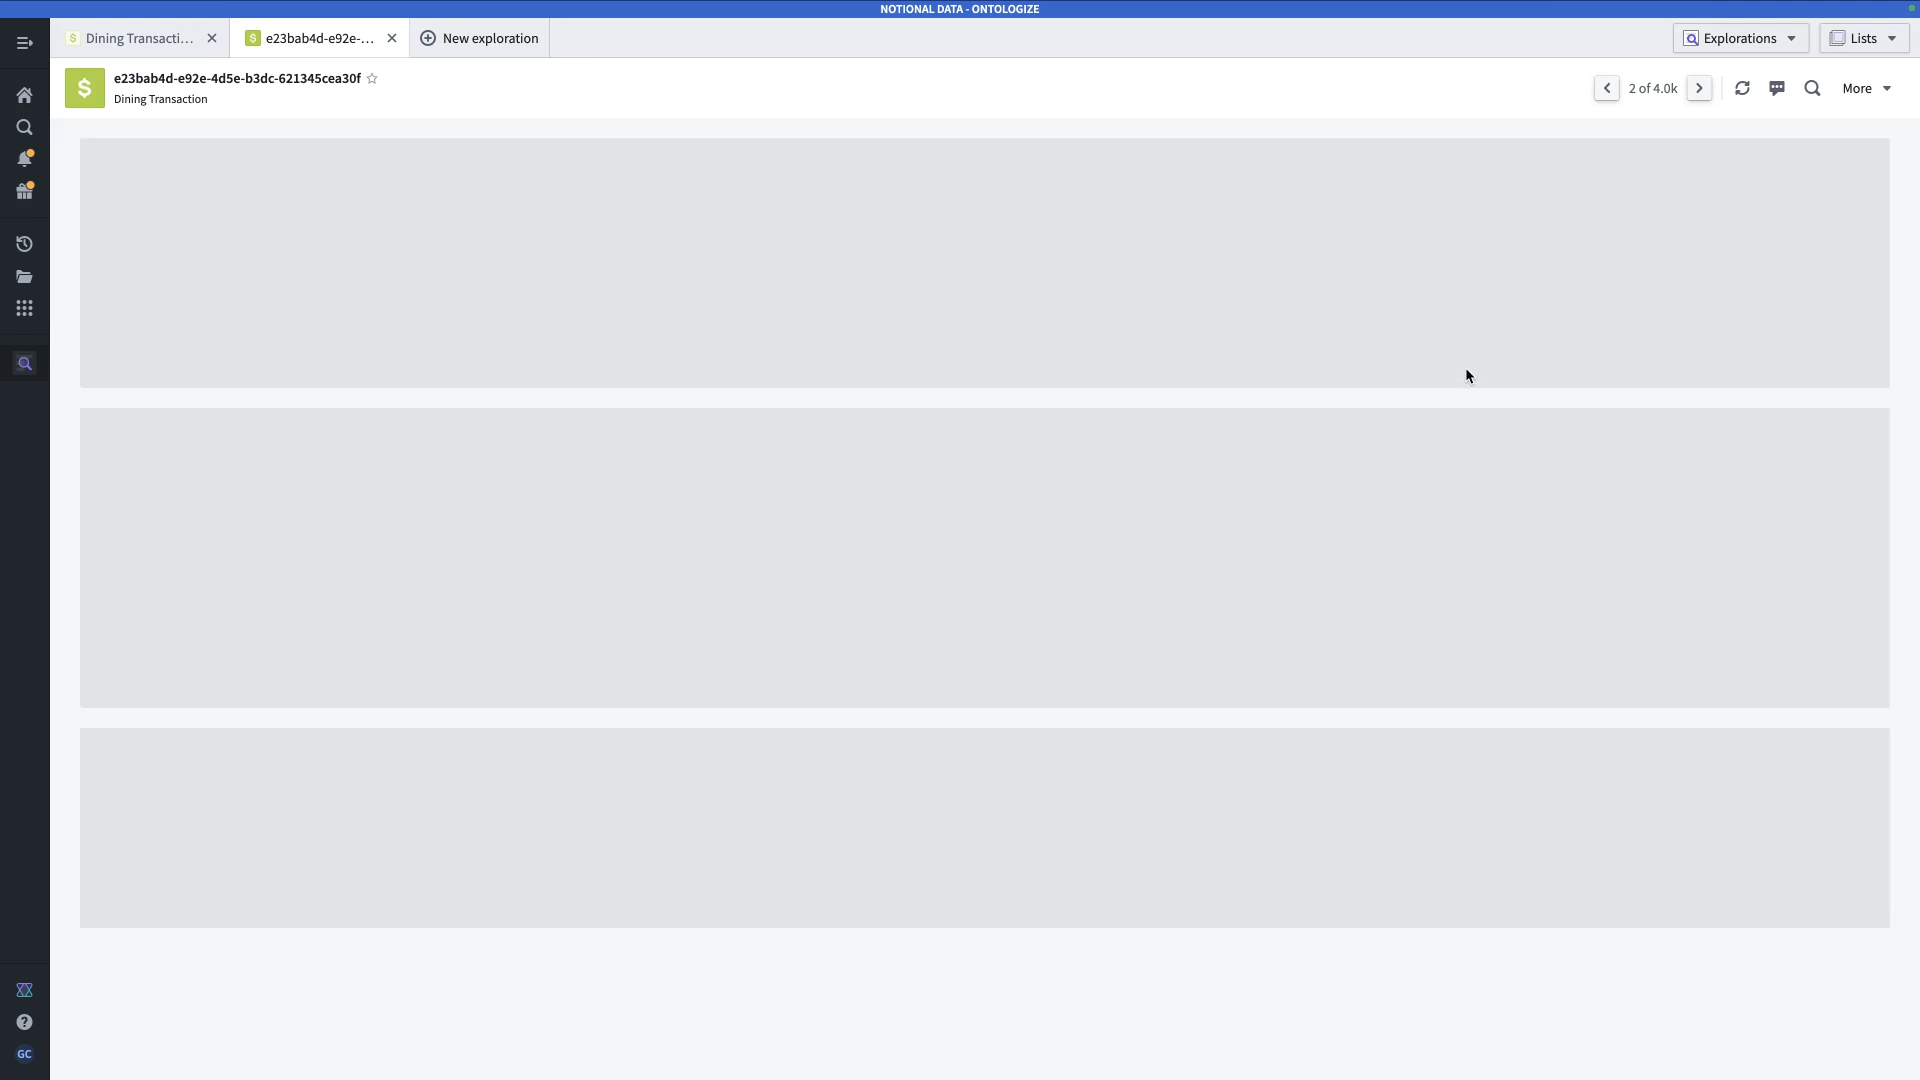 NOTIONAL DATA - ONTOLOGIZE
$ Dining Transacti...
$ e23bab4d-e92e-...
New exploration
Explorations
Lists
$ e23bab4d-e92e-4d5e-b3dc-621345cea30f
Dining Transaction
2 of 4.0k
More
GC